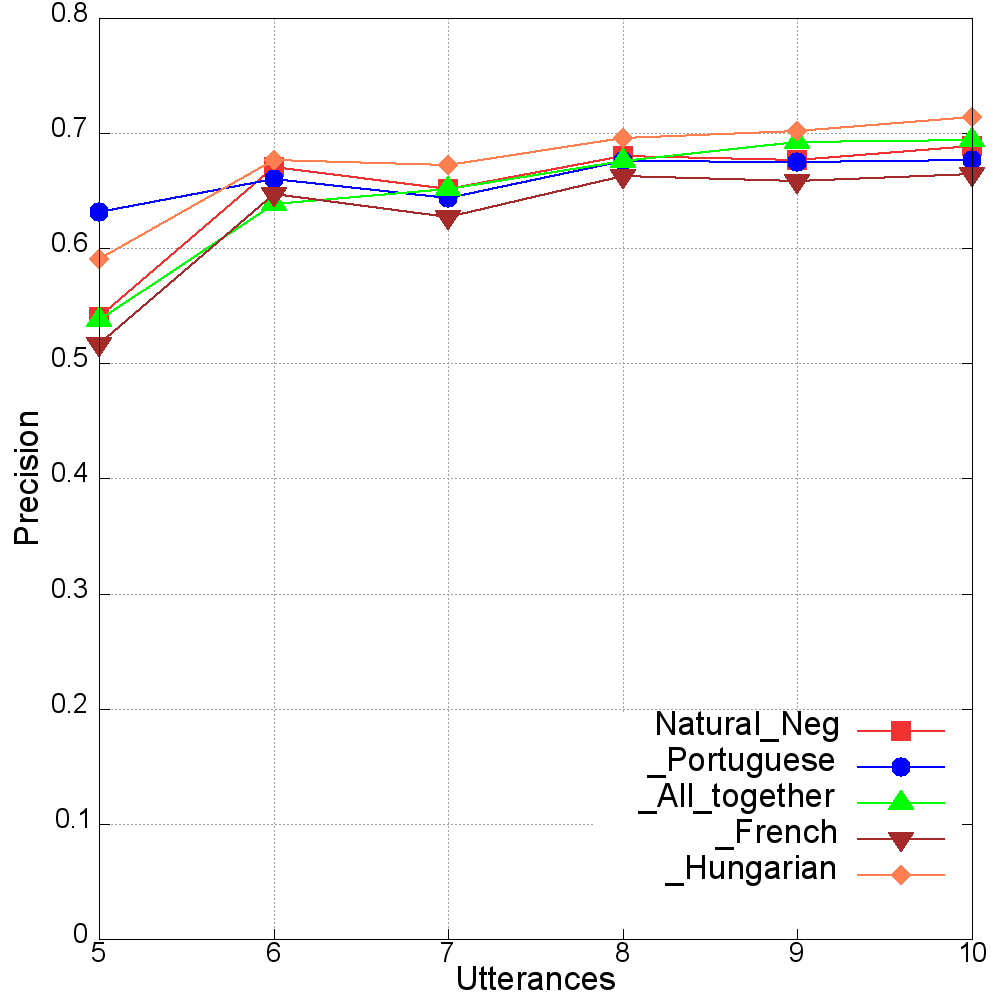 0.8
0.7
0.6
0.5
0.4
0.3
0.2
0.1
0
Precision
5 6 7 8 9 10
Utterances
Natural_Neg
_Portuguese
_All_together
_French
_Hungarian